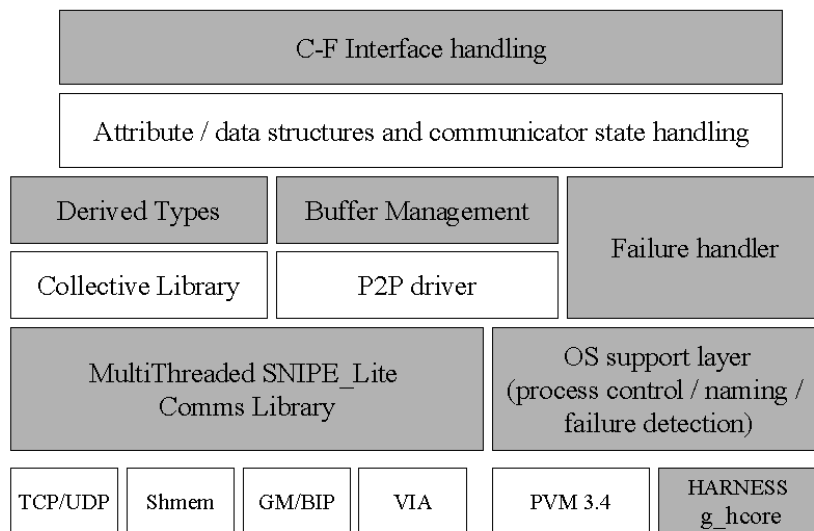 C-F Interface handling
Attribute / data structures and communicator state handling
Derived Types
Buffer Management
Failure handler
Collective Library
P2P driver
MultiThreaded SNIPE_Lite
Comms Library
OS support layer
(process control / naming /
failure detection)
TCP/UDP
Shmem
GM/BIP
VIA
PVM 3.4
HARNESS
g_hcore